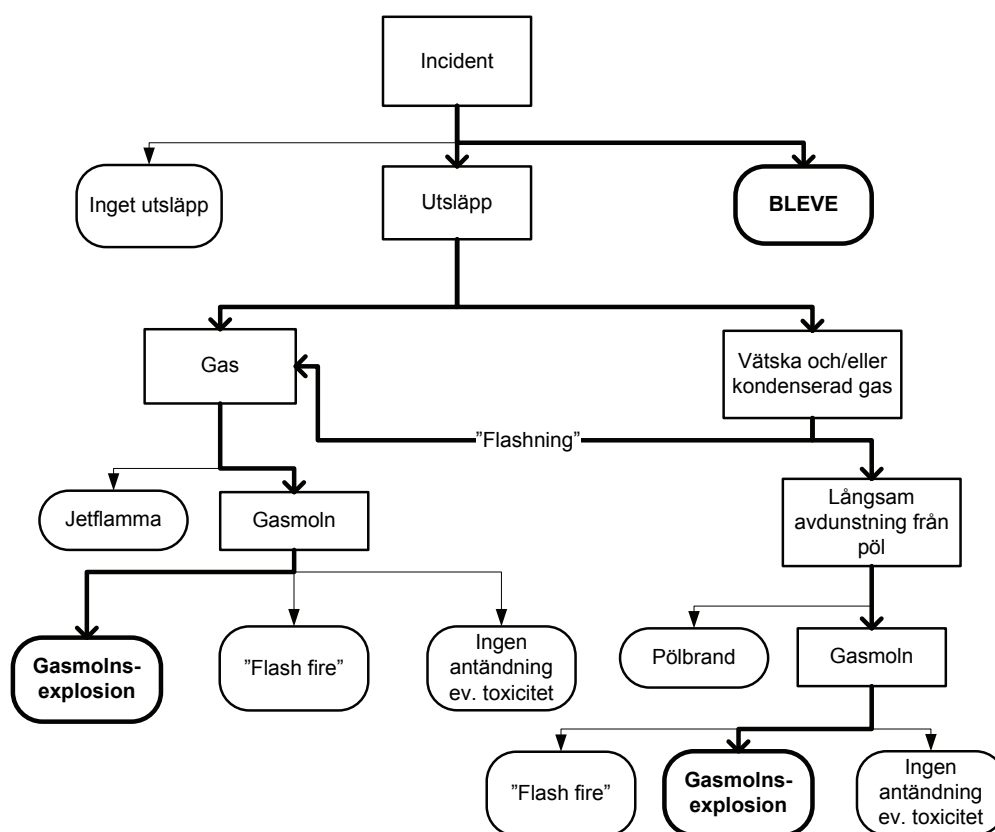 Incident
Inget utsläpp
Utsläpp
BLEVE
Gas
Vätska och/eller
kondenserad gas
”Flashning”
Jetflamma
Gasmoln
Långsam
avdunstning från
pöl
Gasmolns-
explosion
”Flash fire”
Ingen
antändning
ev. toxicitet
Pölbrand
Gasmoln
”Flash fire”
Gasmolns-
explosion
Ingen
antändning
ev. toxicitet